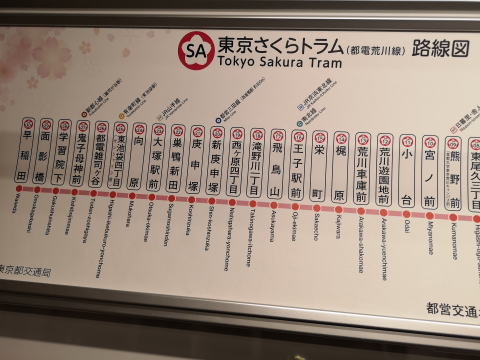 SA 東京さくらトラム(都電荒川線) 路線図
Tokyo Sakura Tram
早稲田
面影橋
学習院下
鬼子母神前
都電雑司ヶ谷
東池袋四丁目
向原
大塚駅前
巣鴨新田
庚申塚
新庚申塚
西ヶ原四丁目
滝野川一丁目
飛鳥山
王子駅前
栄町
梶原
荒川車庫前
荒川遊園地前
小台
宮ノ前
熊野前
東尾久三丁目
Waseda
Omokagebashi
Gakushuinshita
Kishibojimmae
Toden-zoshigaya
Higashi-ikebukuro-yonchome
Mukohara
Otsuka-ekimae
Sugamoshinden
Koshinzuka
Shin-koshinzuka
Nishigahara-yonchome
Takinogawa-itchome
Asukayama
Oji-ekimae
Sakaecho
Kajiwara
Arakawa-shakomae
Arakawa-yuenchimae
Odai
Miyanomae
Kumanomae
東京都交通局
都営交通